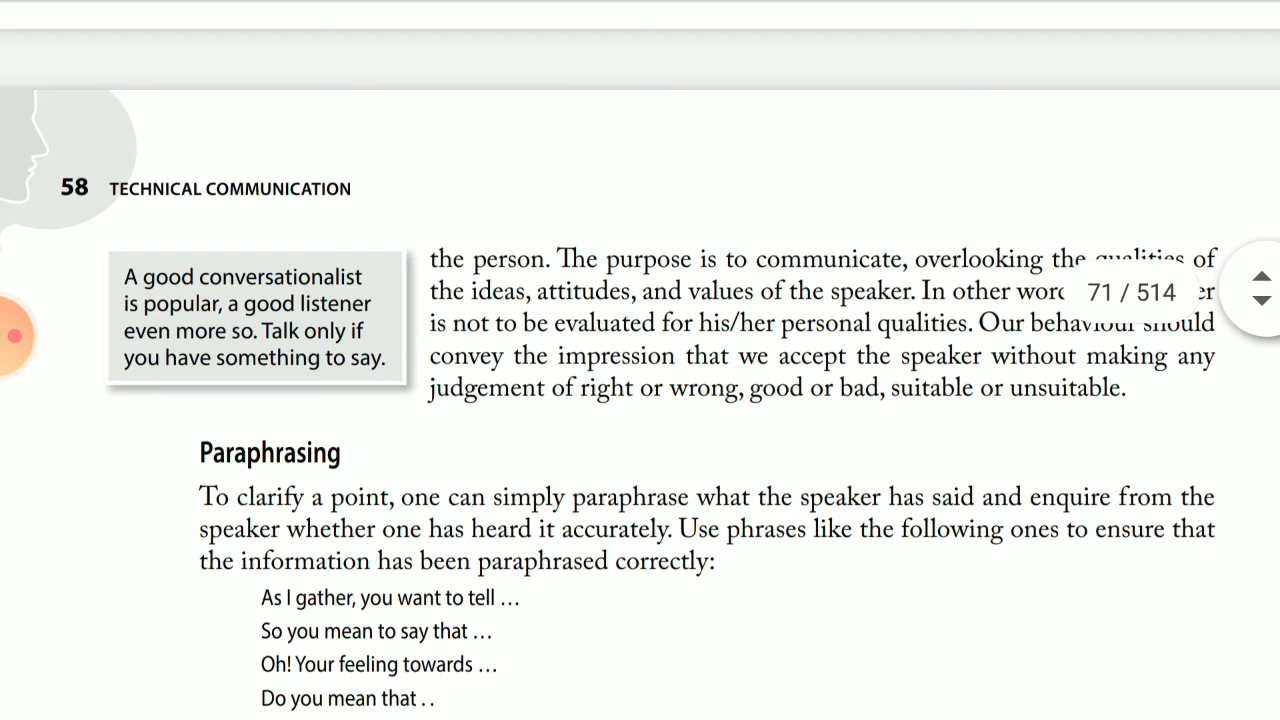 58 TECHNICAL COMMUNICATION
A good conversationalist
is popular, a good listener
even more so. Talk only if
you have something to say.
the person. The purpose is to communicate, overlooking the qualities of
the ideas, attitudes, and values of the speaker. In other
71 / 514
is not to be evaluated for his/her personal qualities. Our behaviour should
convey the impression that we accept the speaker without making any
judgement of right or wrong, good or bad, suitable or unsuitable.
Paraphrasing
To clarify a point, one can simply paraphrase what the speaker has said and enquire from the
speaker whether one has heard it accurately. Use phrases like the following ones to ensure that
the information has been paraphrased correctly:
As I gather, you want to tell ...
So you mean to say that ...
Oh! Your feeling towards ...
Do you mean that . .